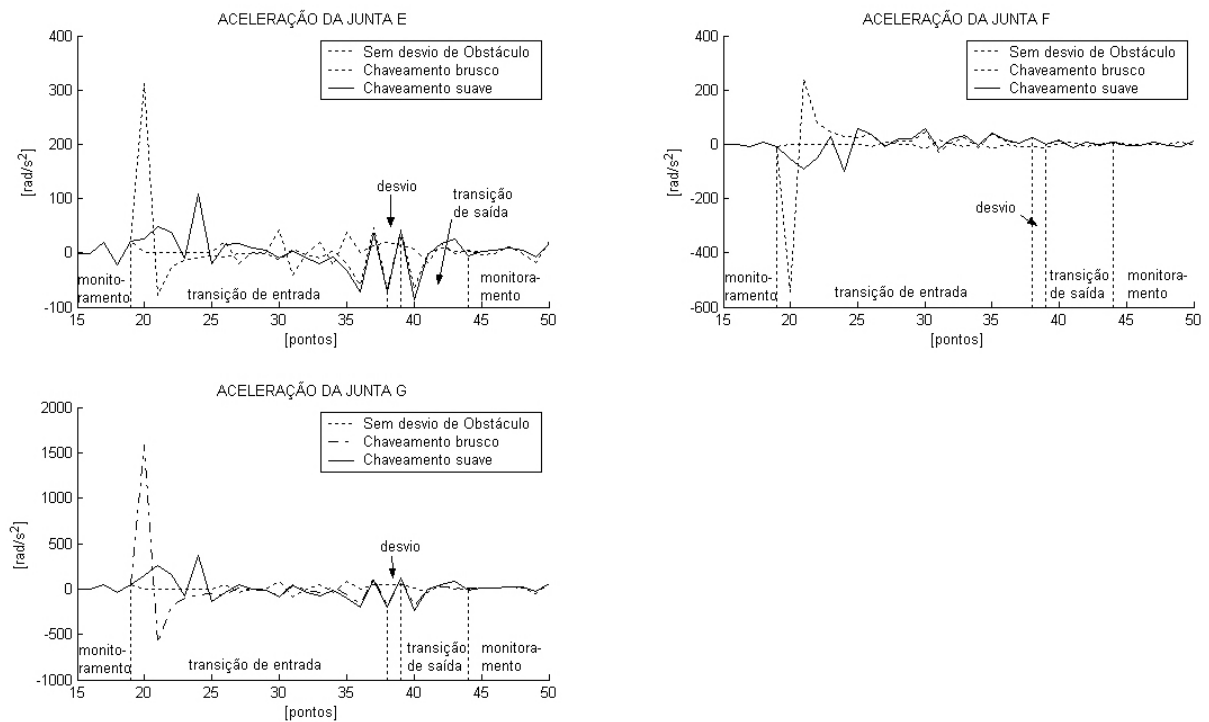 ACELERAÇÃO DA JUNTA E
400
300
200
100
0
-100
[rad/s²]
Sem desvio de Obstáculo
Chaveamento brusco
Chaveamento suave
desvio
transição
de saída
monito-
ramento
transição de entrada
monitora-
mento
15 20 25 30 35 40 45 50
[pontos]
ACELERAÇÃO DA JUNTA F
400
200
0
-200
-400
-600
[rad/s²]
Sem desvio de Obstáculo
Chaveamento brusco
Chaveamento suave
desvio
monito-
ramento
transição de entrada
transição
de saída
monitora-
mento
15 20 25 30 35 40 45 50
[pontos]
ACELERAÇÃO DA JUNTA G
2000
1500
1000
500
0
-500
-1000
[rad/s²]
Sem desvio de Obstáculo
Chaveamento brusco
Chaveamento suave
desvio
monito-
ramento
transição de entrada
transição
de saída
monitora-
mento
15 20 25 30 35 40 45 50
[pontos]